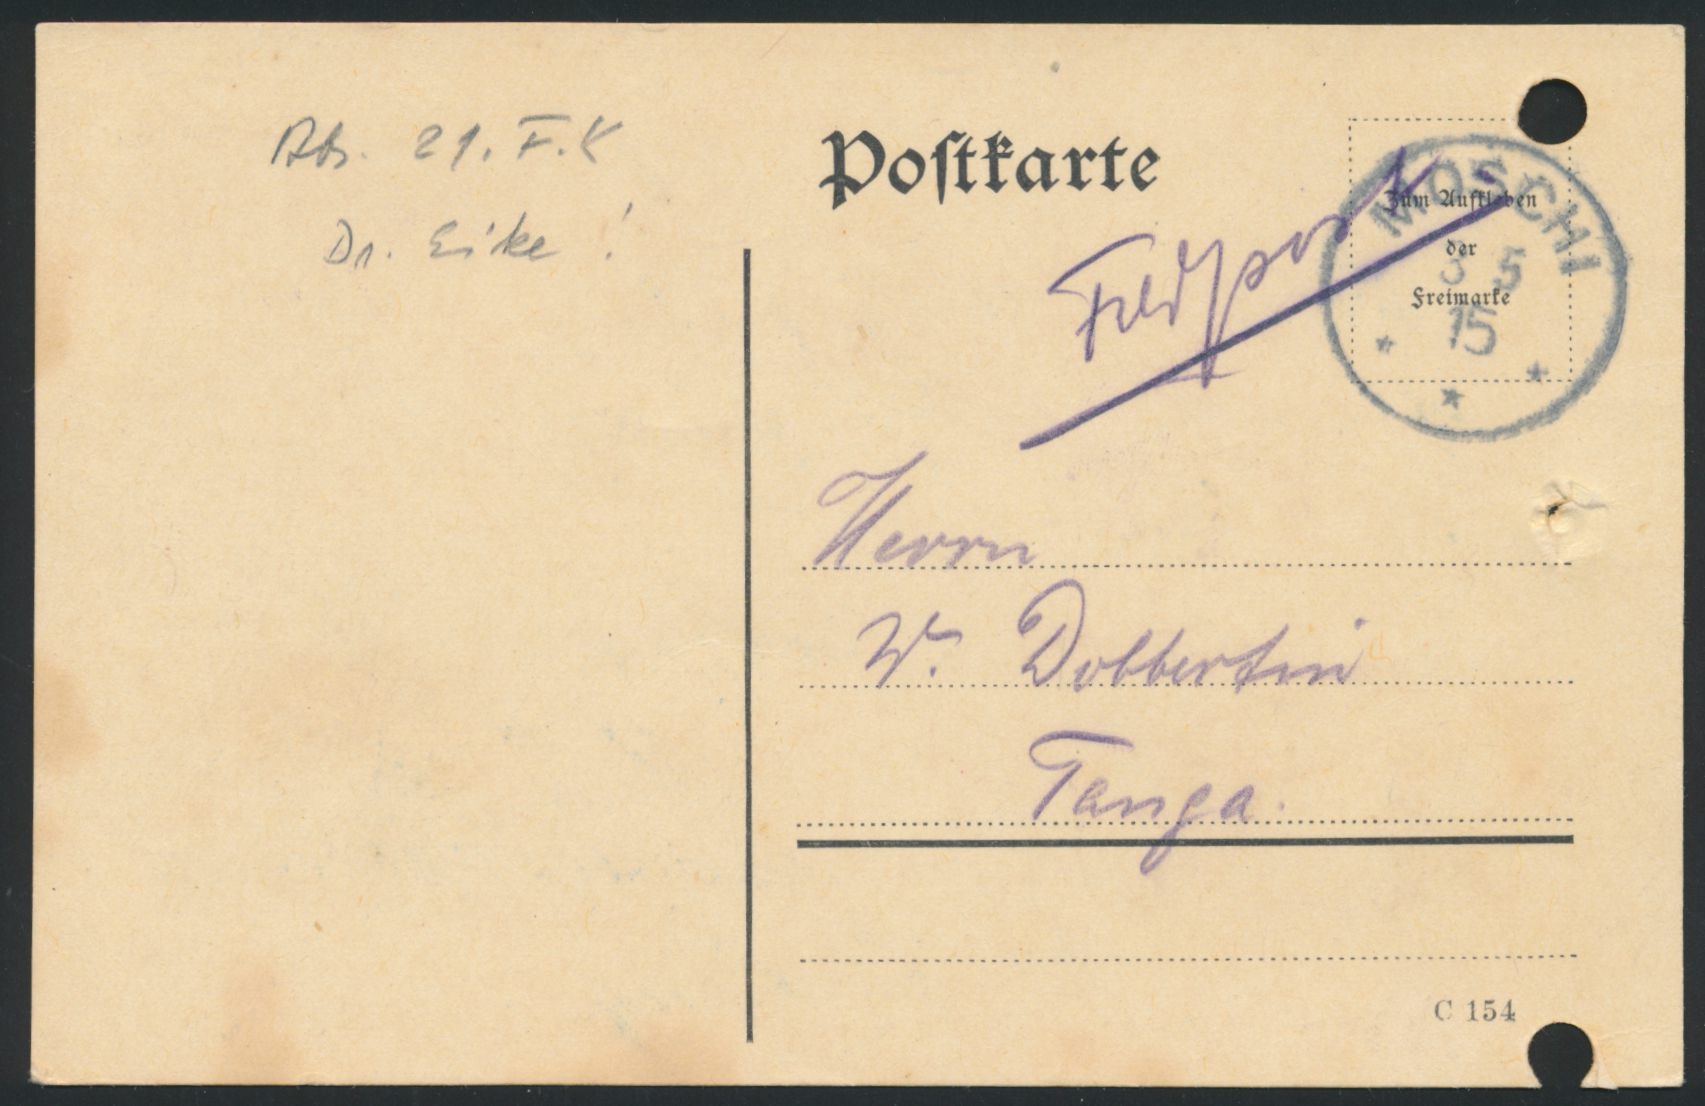 Abs. 21. F.K
Dr. Eike !
Poſtkarte
Zum Aufkleben
der
Freimarke
MOSCHI
3 5
15
Feldpost
Herrn
W. Dobbertin
Tanga.
C 154